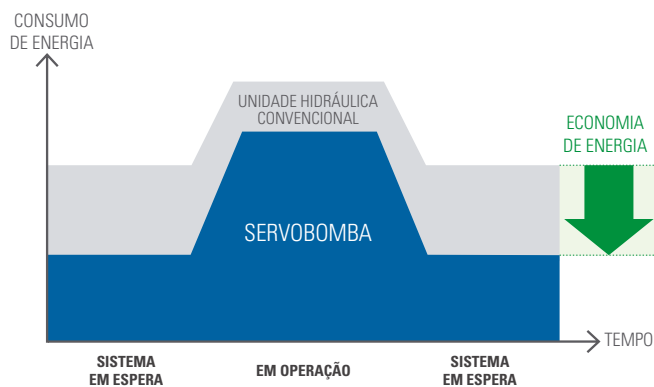 CONSUMO
DE ENERGIA
UNIDADE HIDRÁULICA
CONVENCIONAL
ECONOMIA
DE ENERGIA
SERVOBOMBA
TEMPO
SISTEMA
EM ESPERA
EM OPERAÇÃO
SISTEMA
EM ESPERA